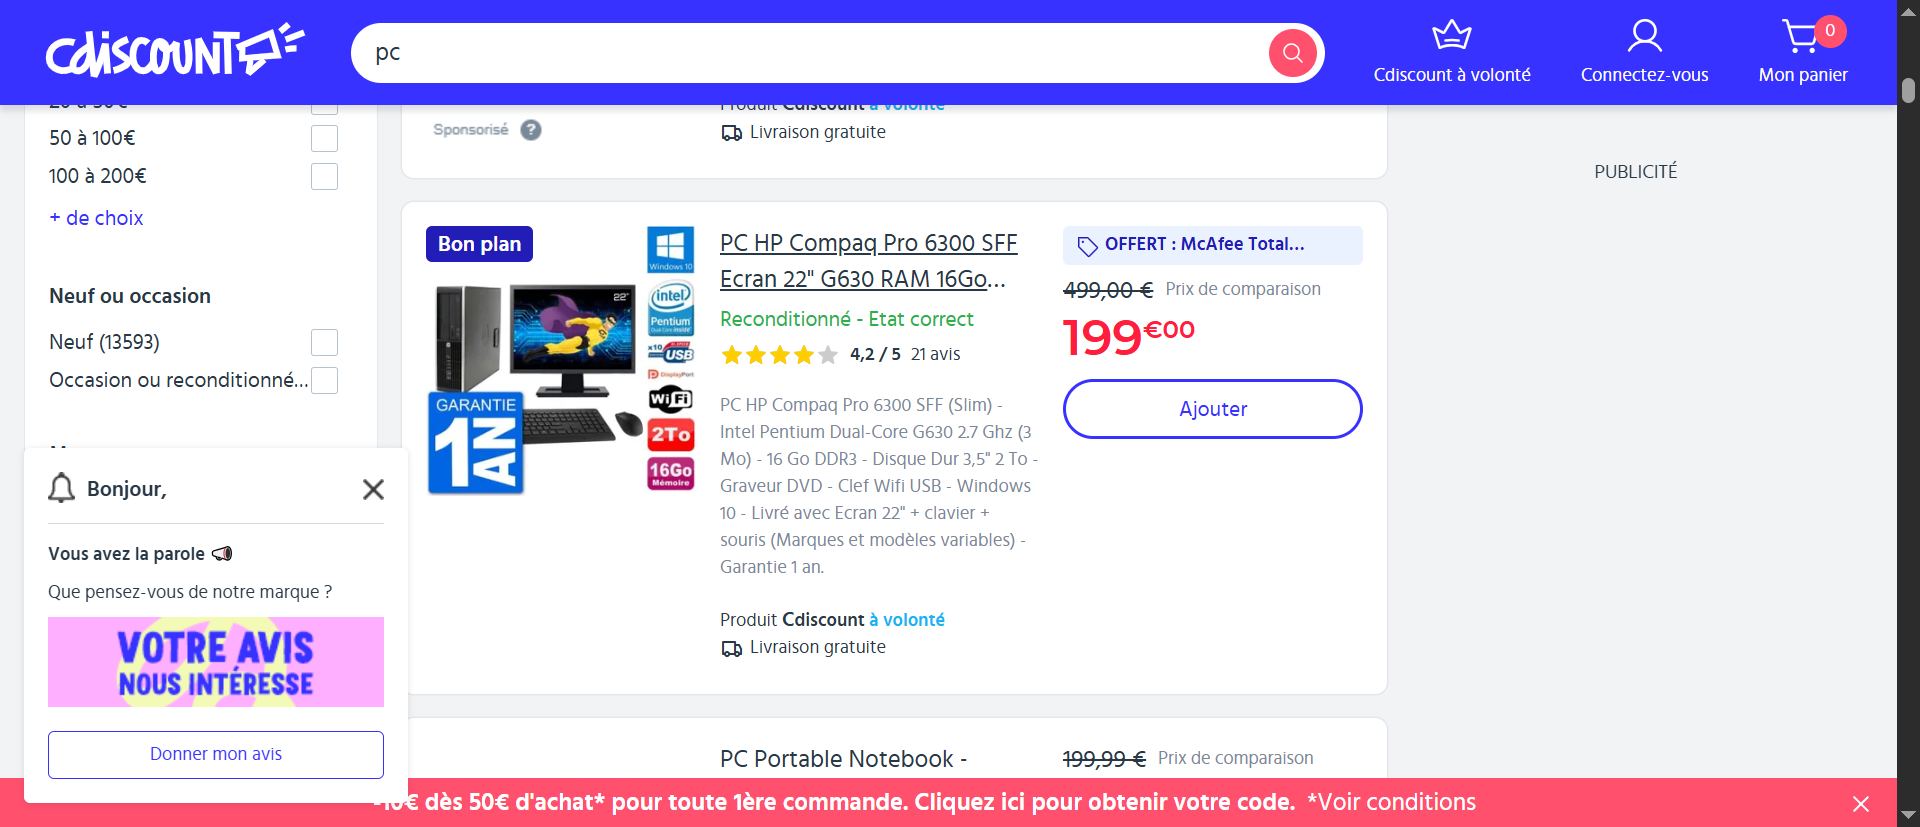 cdiscount
pc
Cdiscount à volonté
Connectez-vous
0
Mon panier
50 à 100€
100 à 200€
+ de choix
Neuf ou occasion
Neuf (13593)
Occasion ou reconditionné...
Bonjour,
Vous avez la parole
Que pensez-vous de notre marque ?
VOTRE AVIS
NOUS INTÉRESSE
Donner mon avis
Sponsorisé ?
Produit Cdiscount à volonté
Livraison gratuite
Bon plan
Windows 10
22"
intel
Pentium
x10 USB
DisplayPort
WiFi
2To
16Go
Mémoire
GARANTIE
1AN
PC HP Compaq Pro 6300 SFF
Ecran 22" G630 RAM 16Go...
Reconditionné - Etat correct
4,2 / 5 21 avis
PC HP Compaq Pro 6300 SFF (Slim) -
Intel Pentium Dual-Core G630 2.7 Ghz (3
Mo) - 16 Go DDR3 - Disque Dur 3,5" 2 To -
Graveur DVD - Clef Wifi USB - Windows
10 - Livré avec Ecran 22" + clavier +
souris (Marques et modèles variables) -
Garantie 1 an.
Produit Cdiscount à volonté
Livraison gratuite
OFFERT : McAfee Total...
499,00 € Prix de comparaison
199€00
Ajouter
PUBLICITÉ
PC Portable Notebook -
199,99 € Prix de comparaison
-10€ dès 50€ d'achat* pour toute 1ère commande. Cliquez ici pour obtenir votre code. *Voir conditions